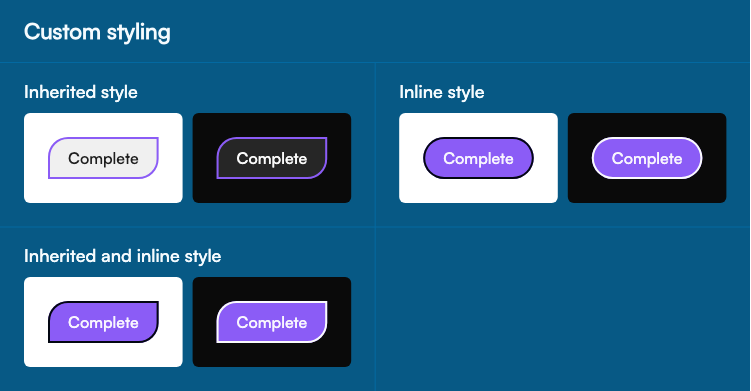 Custom styling
Inherited style
Complete
Complete
Inline style
Complete
Complete
Inherited and inline style
Complete
Complete